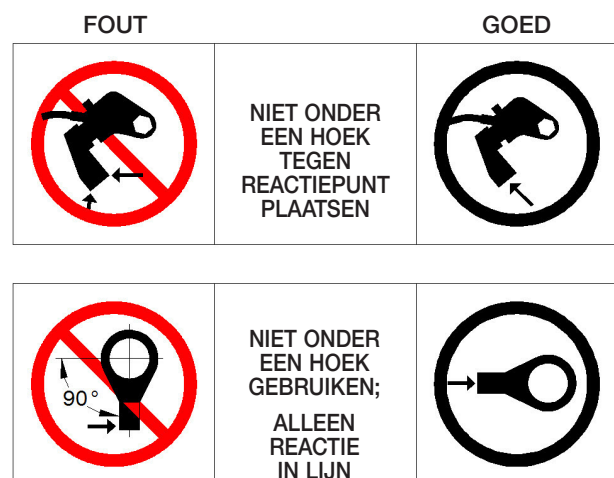 FOUT
GOED
NIET ONDER
EEN HOEK
TEGEN
REACTIEPUNT
PLAATSEN
90°
NIET ONDER
EEN HOEK
GEBRUIKEN;
ALLEEN
REACTIE
IN LIJN